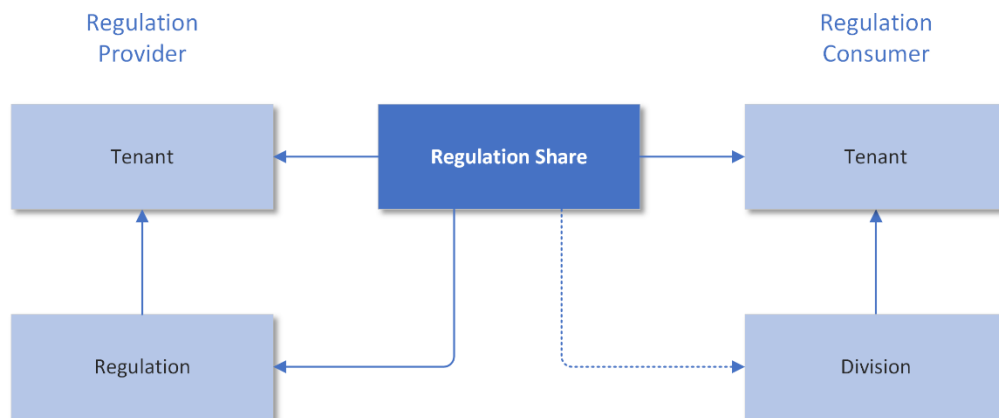 Regulation
Provider
Regulation
Consumer
Tenant
Regulation Share
Tenant
Regulation
Division